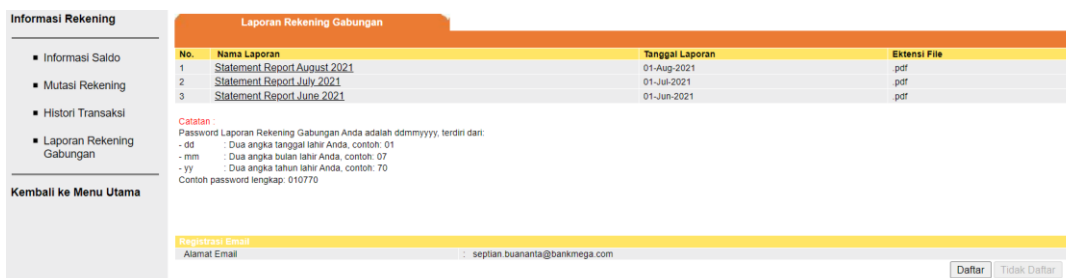 Informasi Rekening
Informasi Saldo
Mutasi Rekening
Histori Transaksi
Laporan Rekening
Gabungan
Kembali ke Menu Utama
Laporan Rekening Gabungan
No. Nama Laporan Tanggal Laporan Ektensi File
1 Statement Report August 2021 01-Aug-2021 .pdf
2 Statement Report July 2021 01-Jul-2021 .pdf
3 Statement Report June 2021 01-Jun-2021 .pdf
Catatan :
Password Laporan Rekening Gabungan Anda adalah ddmmyyyy, terdiri dari:
- dd : Dua angka tanggal lahir Anda, contoh: 01
- mm : Dua angka bulan lahir Anda, contoh: 07
- yy : Dua angka tahun lahir Anda, contoh: 70
Contoh password lengkap: 010770
Registrasi Email
Alamat Email : septian.buananta@bankmega.com
Daftar Tidak Daftar